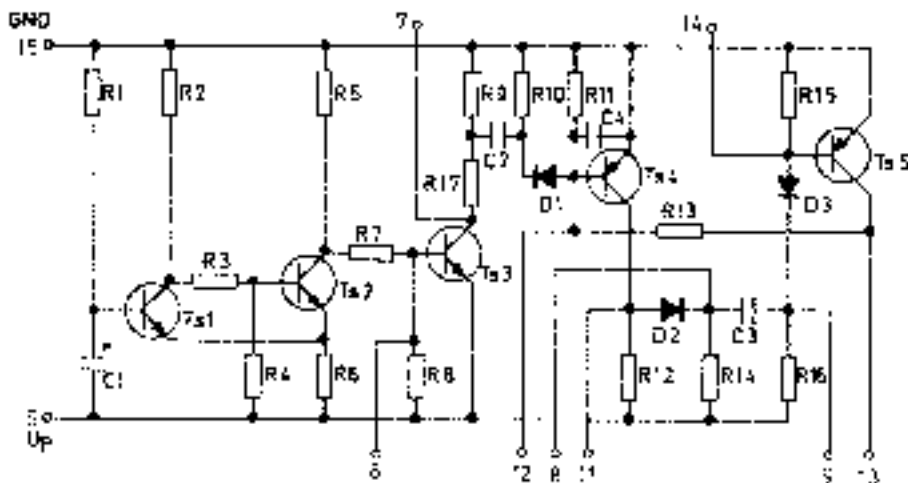 GND 7 14
15
R1 R2 R5 R9 R10 R11 R15
C2 C4
Ts5
R17 D1 Ts4 D3
R13
R3 R7 Ts3
Ts2
Ts1
D2 C3
C1 R4 R6 R8 R12 R14 R16
Up
6 12 8 11 9 13